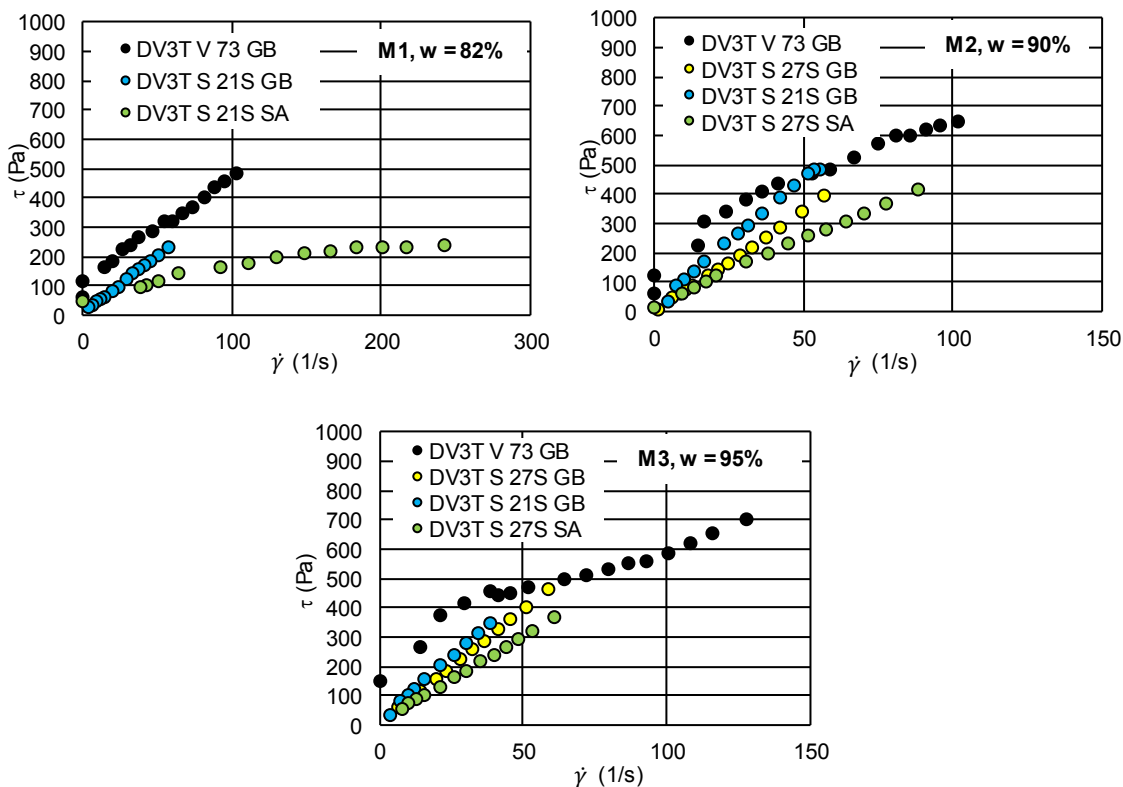 1000
900
800
700
600
500
400
300
200
100
0
τ (Pa)
DV3T V 73 GB
DV3T S 21S GB
DV3T S 21S SA
M1, w = 82%
0 100 200 300
γ̇ (1/s)
1000
900
800
700
600
500
400
300
200
100
0
τ (Pa)
DV3T V 73 GB
DV3T S 27S GB
DV3T S 21S GB
DV3T S 27S SA
M2, w = 90%
0 50 100 150
γ̇ (1/s)
1000
900
800
700
600
500
400
300
200
100
0
τ (Pa)
DV3T V 73 GB
DV3T S 27S GB
DV3T S 21S GB
DV3T S 27S SA
M3, w = 95%
0 50 100 150
γ̇ (1/s)